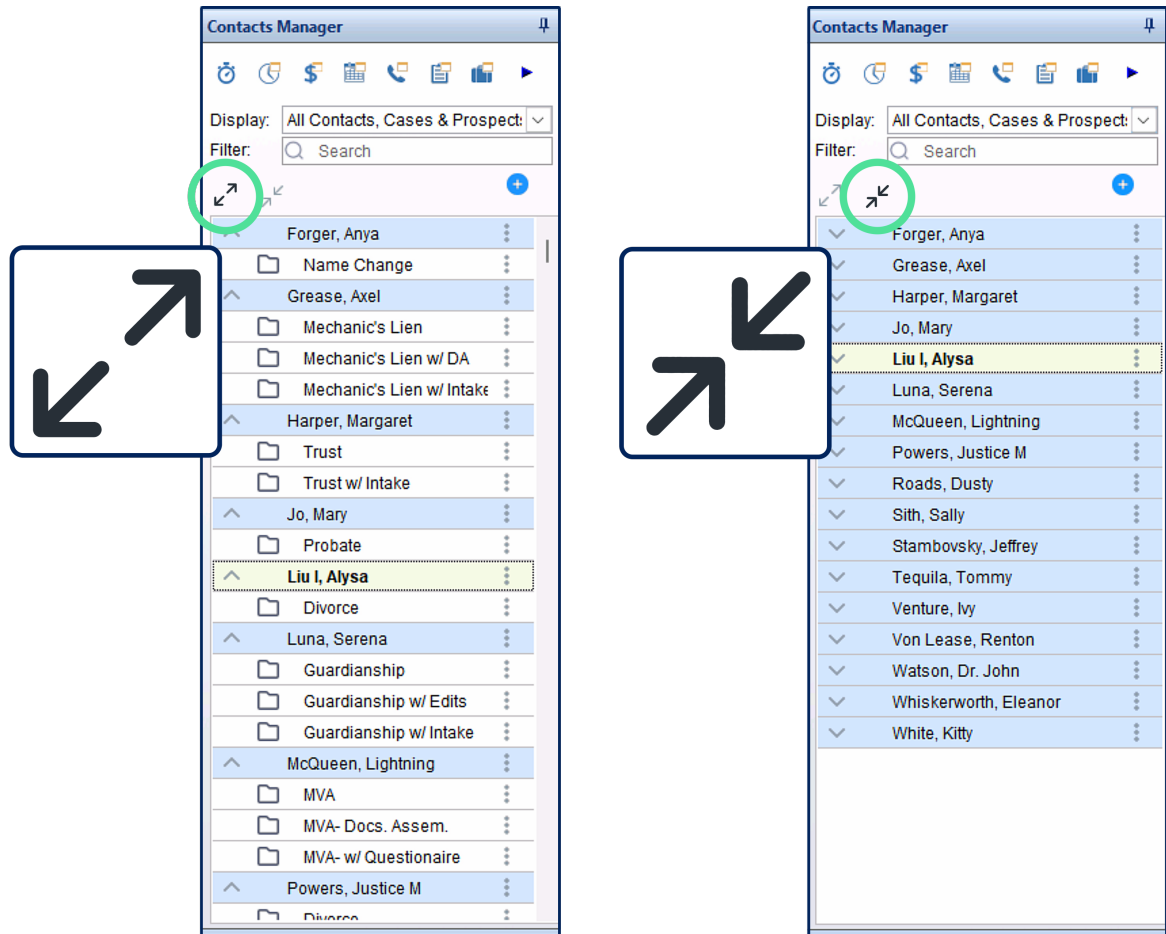 Contacts Manager
Display: All Contacts, Cases & Prospect
Filter: Search
Forger, Anya
Name Change
Grease, Axel
Mechanic's Lien
Mechanic's Lien w/ DA
Mechanic's Lien w/ Intake
Harper, Margaret
Trust
Trust w/ Intake
Jo, Mary
Probate
Liu I, Alysa
Divorce
Luna, Serena
Guardianship
Guardianship w/ Edits
Guardianship w/ Intake
McQueen, Lightning
MVA
MVA- Docs. Assem.
MVA- w/ Questionaire
Powers, Justice M
Divorce
Contacts Manager
Display: All Contacts, Cases & Prospect
Filter: Search
Forger, Anya
Grease, Axel
Harper, Margaret
Jo, Mary
Liu I, Alysa
Luna, Serena
McQueen, Lightning
Powers, Justice M
Roads, Dusty
Sith, Sally
Stambovsky, Jeffrey
Tequila, Tommy
Venture, Ivy
Von Lease, Renton
Watson, Dr. John
Whiskerworth, Eleanor
White, Kitty